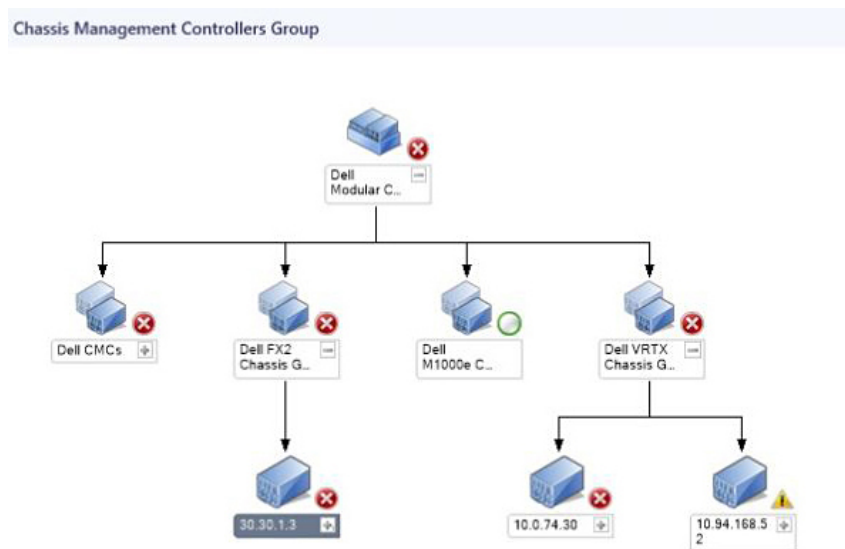 Chassis Management Controllers Group
Dell
Modular C...
Dell CMCs
Dell FX2
Chassis G...
Dell
M1000e C...
Dell VRTX
Chassis G...
30.30.1.3
10.0.74.30
10.94.168.5
2